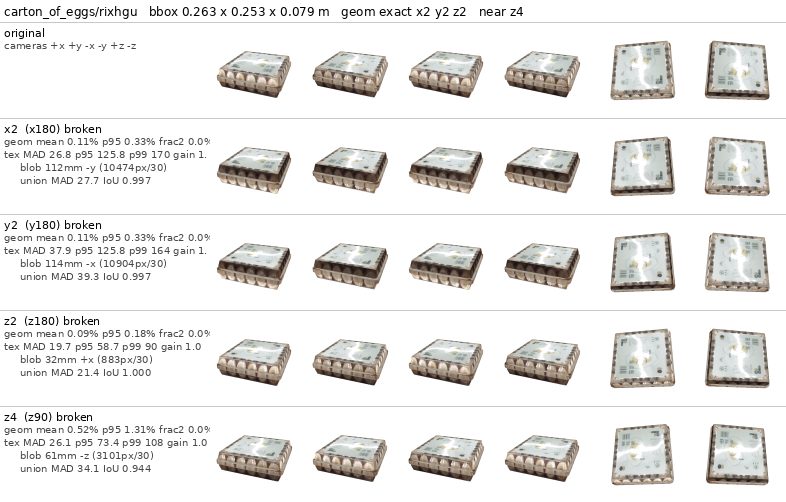 carton_of_eggs/rixhgu   bbox 0.263 x 0.253 x 0.079 m   geom exact x2 y2 z2   near z4
original
cameras +x +y -x -y +z -z
x2  (x180) broken
geom mean 0.11% p95 0.33% frac2 0.0%
tex MAD 26.8 p95 125.8 p99 170 gain 1.
blob 112mm -y (10474px/30)
union MAD 27.7 IoU 0.997
y2  (y180) broken
geom mean 0.11% p95 0.33% frac2 0.0%
tex MAD 37.9 p95 125.8 p99 164 gain 1.
blob 114mm -x (10904px/30)
union MAD 39.3 IoU 0.997
z2  (z180) broken
geom mean 0.09% p95 0.18% frac2 0.0%
tex MAD 19.7 p95 58.7 p99 90 gain 1.0
blob 32mm +x (883px/30)
union MAD 21.4 IoU 1.000
z4  (z90) broken
geom mean 0.52% p95 1.31% frac2 0.0%
tex MAD 26.1 p95 73.4 p99 108 gain 1.0
blob 61mm -z (3101px/30)
union MAD 34.1 IoU 0.944